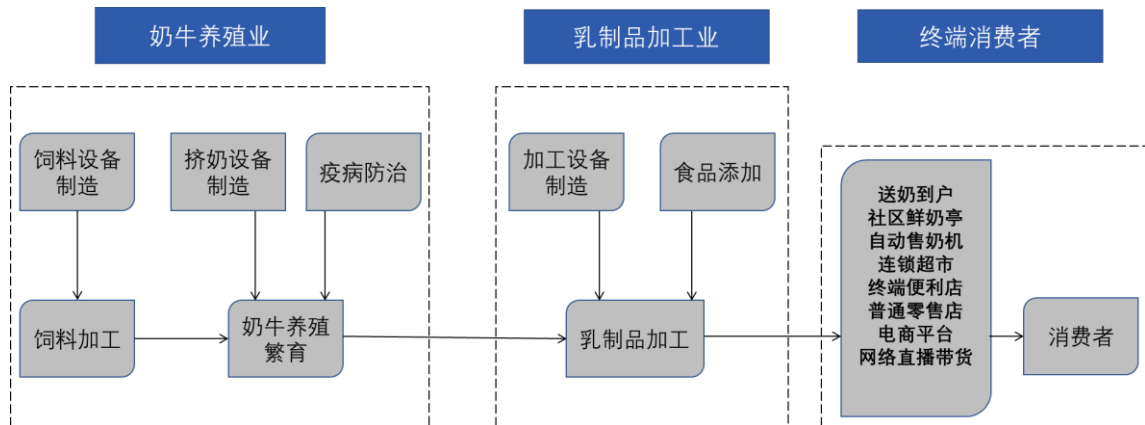 奶牛养殖业
乳制品加工业
终端消费者
饲料设备
制造
挤奶设备
制造
疫病防治
加工设备
制造
食品添加
饲料加工
奶牛养殖
繁育
乳制品加工
送奶到户
社区鲜奶亭
自动售奶机
连锁超市
终端便利店
普通零售店
电商平台
网络直播带货
消费者